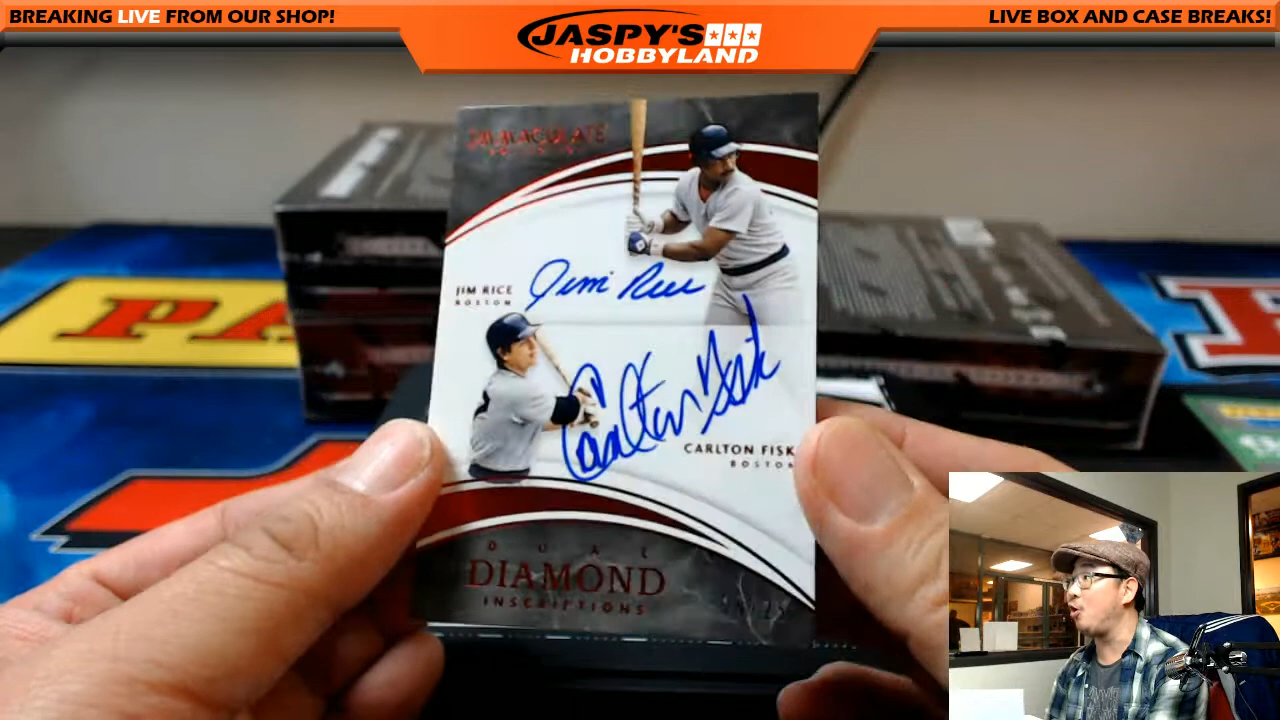 BREAKING LIVE FROM OUR SHOP!
JASPY'S
HOBBYLAND
LIVE BOX AND CASE BREAKS!
IMMACULATE
JIM RICE
BOSTON
Jim Rice
Carlton Fisk
CARLTON FISK
BOSTON
DUAL
DIAMOND
INSCRIPTIONS
PA